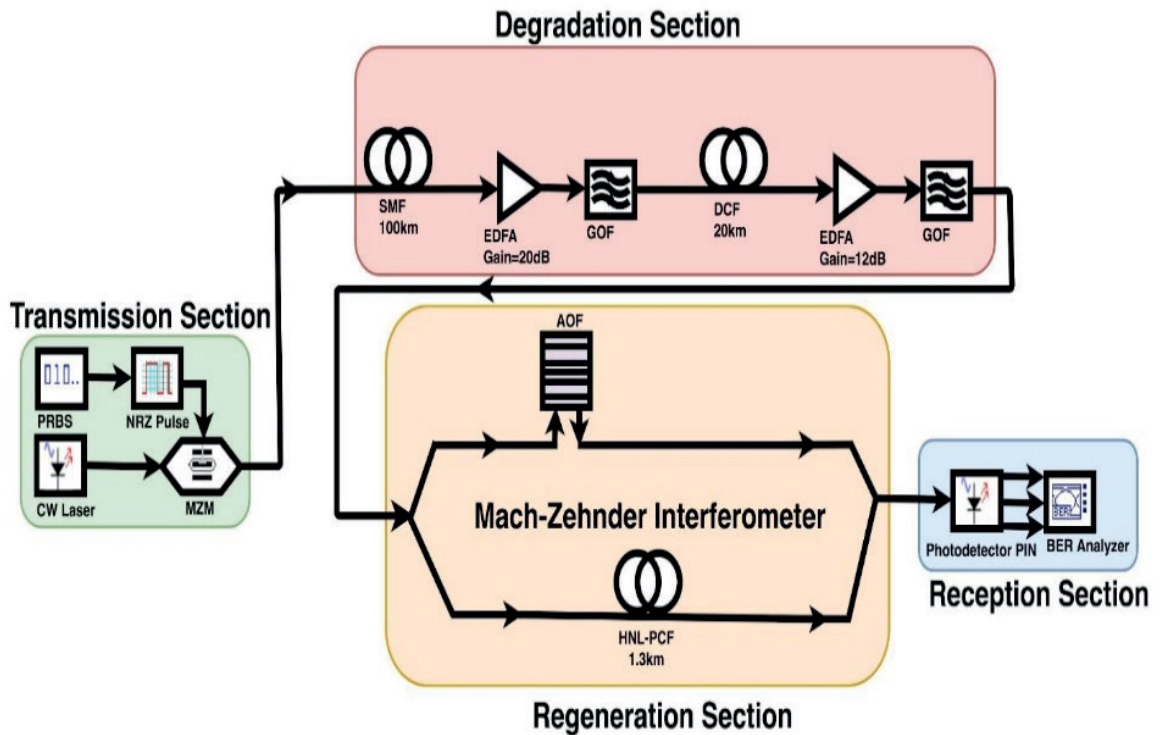 Degradation Section
SMF
100km
EDFA
Gain=20dB
GOF
DCF
20km
EDFA
Gain=12dB
GOF
Transmission Section
010..
PRBS
NRZ Pulse
CW Laser
MZM
AOF
Mach-Zehnder Interferometer
HNL-PCF
1.3km
Regeneration Section
BER
Photodetector PIN
BER Analyzer
Reception Section